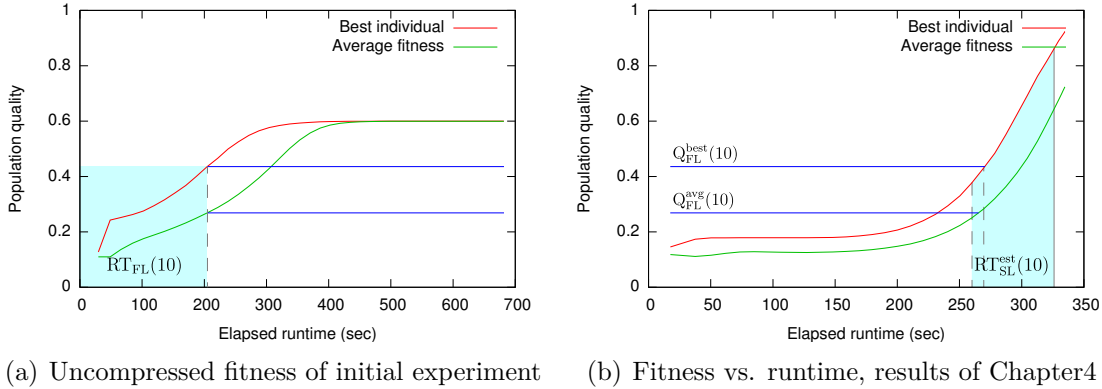 Best individual
Average fitness
Population quality
1
0.8
0.6
0.4
0.2
0
RT_FL(10)
0 100 200 300 400 500 600 700
Elapsed runtime (sec)
(a) Uncompressed fitness of initial experiment
Best individual
Average fitness
Population quality
1
0.8
0.6
0.4
0.2
0
Q_FL^best(10)
Q_FL^avg(10)
RT_SL^est(10)
0 50 100 150 200 250 300 350
Elapsed runtime (sec)
(b) Fitness vs. runtime, results of Chapter4